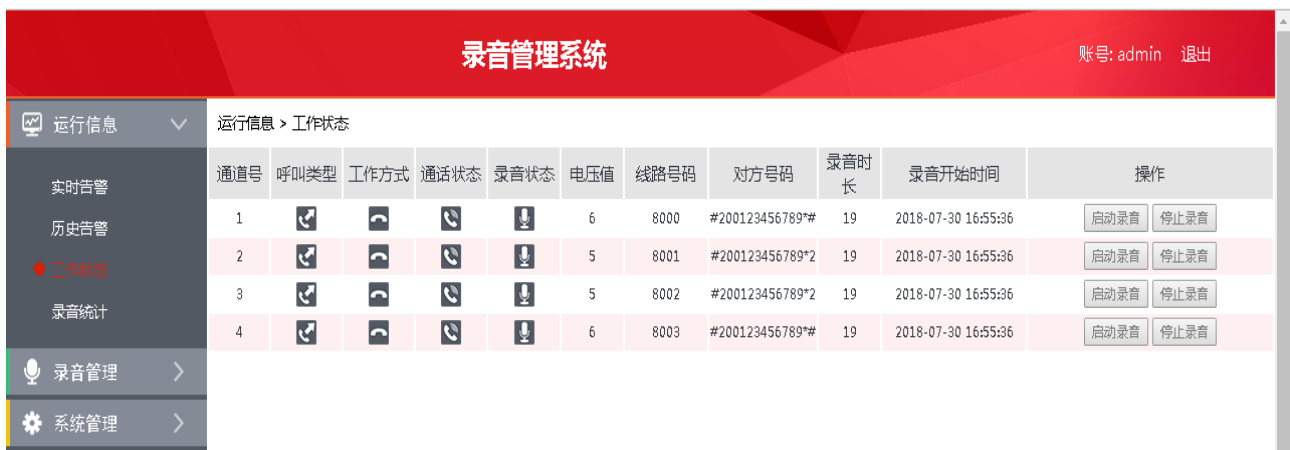 录音管理系统
账号: admin 退出
运行信息
运行信息 > 工作状态
实时告警
历史告警
工作状态
录音统计
录音管理
系统管理
通道号 呼叫类型 工作方式 通话状态 录音状态 电压值 线路号码 对方号码 录音时长 录音开始时间 操作
1 6 8000 #200123456789*# 19 2018-07-30 16:55:36 启动录音 停止录音
2 5 8001 #200123456789*2 19 2018-07-30 16:55:36 启动录音 停止录音
3 5 8002 #200123456789*2 19 2018-07-30 16:55:36 启动录音 停止录音
4 6 8003 #200123456789*# 19 2018-07-30 16:55:36 启动录音 停止录音